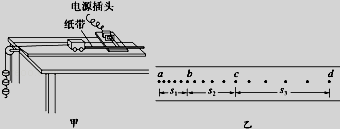 电源插头
纸带
a b c d
s₁ s₂ s₃
甲
乙